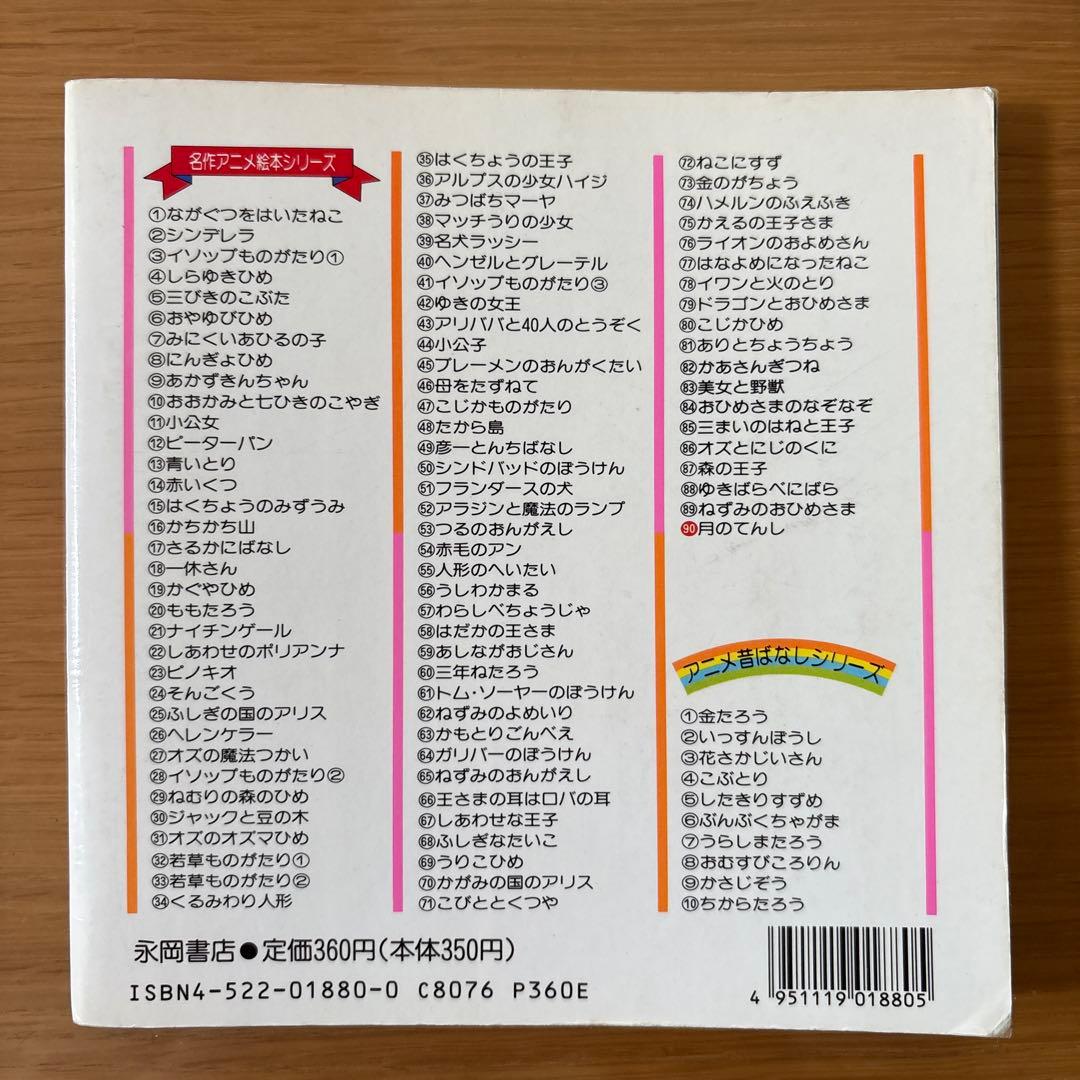 名作アニメ絵本シリーズ
①ながぐつをはいたねこ
②シンデレラ
③イソップものがたり①
④しらゆきひめ
⑤三びきのこぶた
⑥おやゆびひめ
⑦みにくいあひるの子
⑧にんぎょひめ
⑨あかずきんちゃん
⑩おおかみと七ひきのこやぎ
⑪小公女
⑫ピーターパン
⑬青いとり
⑭赤いくつ
⑮はくちょうのみずうみ
⑯かちかち山
⑰さるかにばなし
⑱一休さん
⑲かぐやひめ
⑳ももたろう
㉑ナイチンゲール
㉒しあわせのポリアンナ
㉓ピノキオ
㉔そんごくう
㉕ふしぎの国のアリス
㉖ヘレンケラー
㉗オズの魔法つかい
㉘イソップものがたり②
㉙ねむりの森のひめ
㉚ジャックと豆の木
㉛オズのオズマひめ
㉜若草ものがたり①
㉝若草ものがたり②
㉞くるみわり人形
㉟はくちょうの王子
㊱アルプスの少女ハイジ
㊲みつばちマーヤ
㊳マッチうりの少女
㊴名犬ラッシー
㊵ヘンゼルとグレーテル
㊶イソップものがたり③
㊷ゆきの女王
㊸アリババと40人のとうぞく
㊹小公子
㊺ブレーメンのおんがくたい
㊻母をたずねて
㊼こじかものがたり
㊽たから島
㊾彦一とんちばなし
㊿シンドバッドのぼうけん
51フランダースの犬
52アラジンと魔法のランプ
53つるのおんがえし
54赤毛のアン
55人形のへいたい
56うしわかまる
57わらしべちょうじゃ
58はだかの王さま
59あしながおじさん
60三年ねたろう
61トム・ソーヤーのぼうけん
62ねずみのよめいり
63かもとりごんべえ
64ガリバーのぼうけん
65ねずみのおんがえし
66王さまの耳はロバの耳
67しあわせな王子
68ふしぎなたいこ
69うりこひめ
70かがみの国のアリス
71こびととくつや
72ねこにすず
73金のがちょう
74ハメルンのふえふき
75かえるの王子さま
76ライオンのおよめさん
77はなよめになったねこ
78イワンと火のとり
79ドラゴンとおひめさま
80こじかひめ
81ありとちょうちょう
82かあさんぎつね
83美女と野獣
84おひめさまのなぞなぞ
85三まいのはねと王子
86オズとにじのくに
87森の王子
88ゆきばらべにばら
89ねずみのおひめさま
90月のてんし
アニメ昔ばなしシリーズ
①金たろう
②いっすんぼうし
③花さかじいさん
④こぶとり
⑤したきりすずめ
⑥ぶんぶくちゃがま
⑦うらしまたろう
⑧おむすびころりん
⑨かさじぞう
⑩ちからたろう
永岡書店●定価360円(本体350円)
ISBN4-522-01880-0 C8076 P360E
4 951119 018805